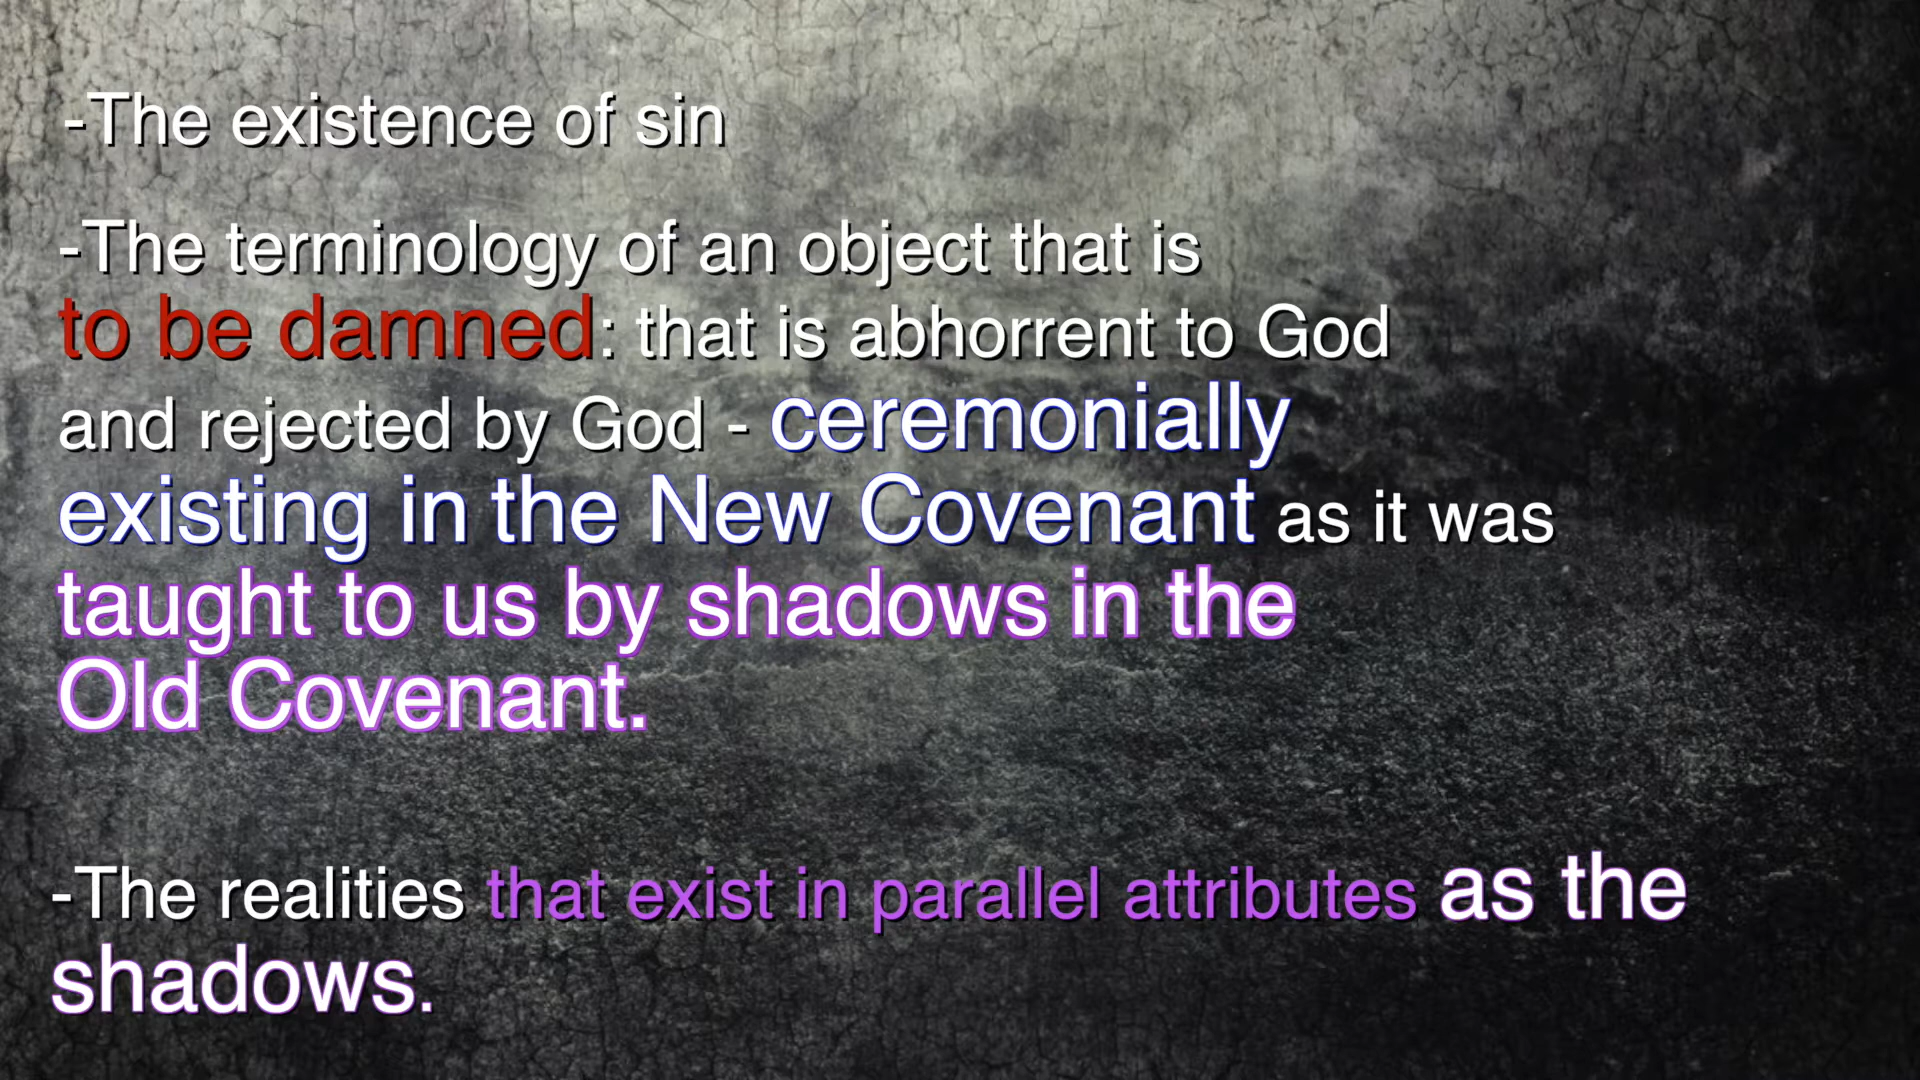 -The existence of sin
-The terminology of an object that is
to be damned: that is abhorrent to God
and rejected by God - ceremonially
existing in the New Covenant as it was
taught to us by shadows in the
Old Covenant.
-The realities that exist in parallel attributes as the
shadows.